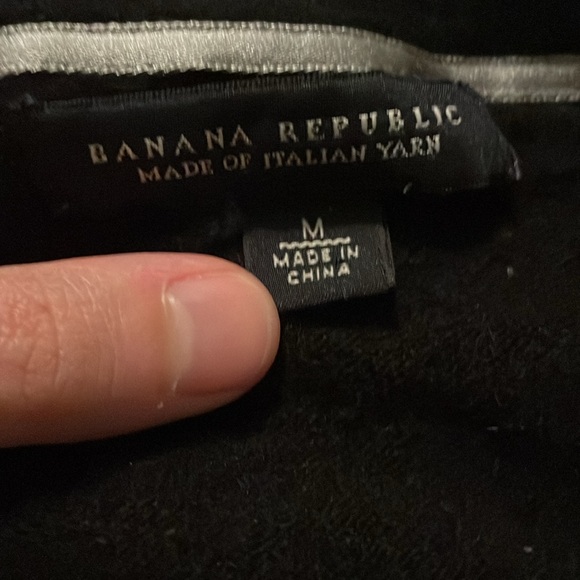 BANANA REPUBLIC
MADE OF ITALIAN YARN
M
MADE IN
CHINA